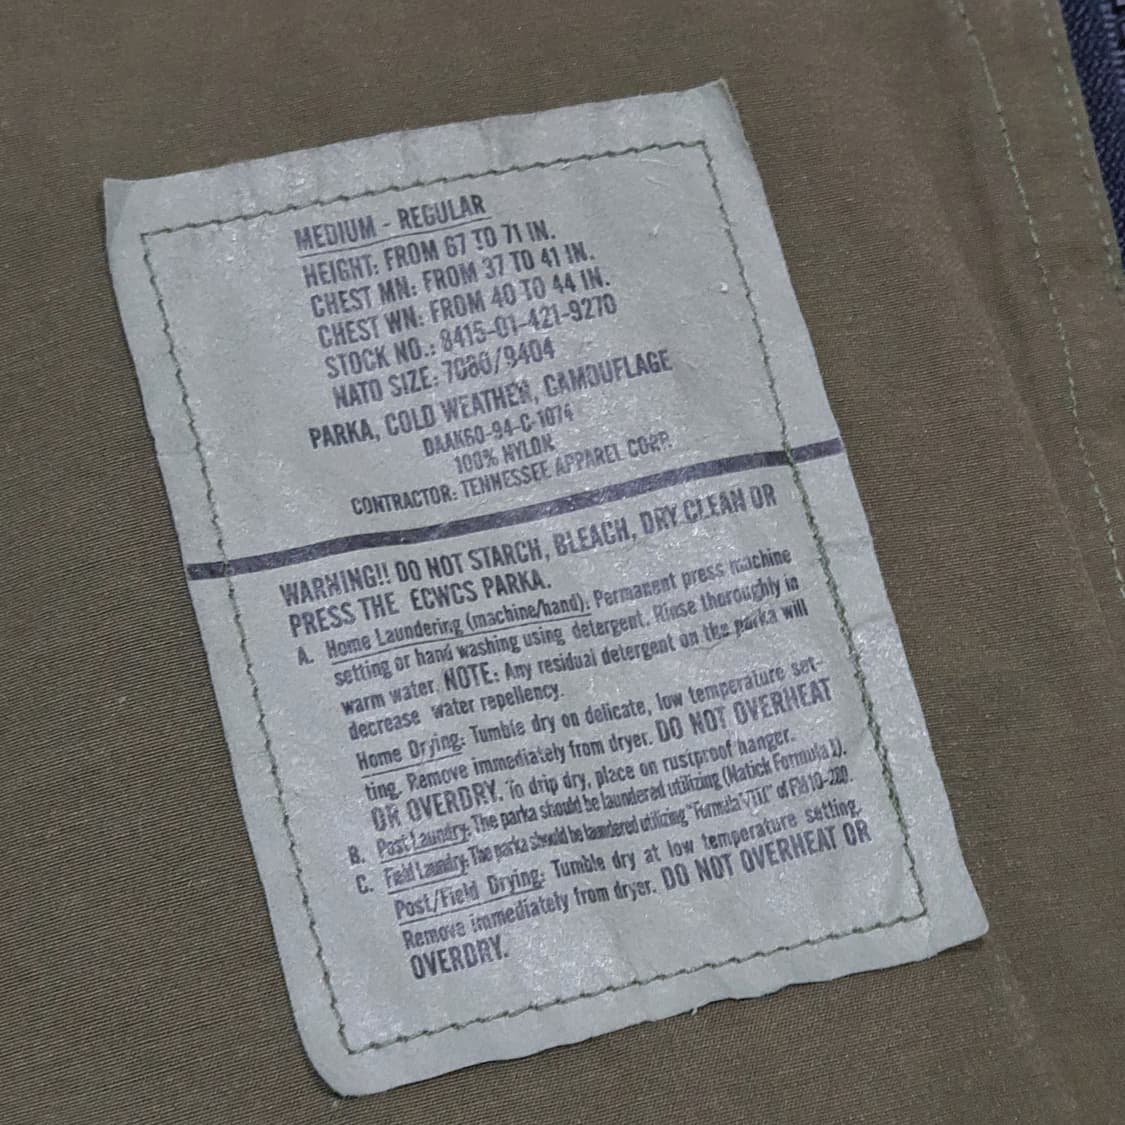 MEDIUM - REGULAR
HEIGHT: FROM 67 TO 71 IN.
CHEST MN: FROM 37 TO 41 IN.
CHEST WN: FROM 40 TO 44 IN.
STOCK NO.: 8415-01-421-9270
NATO SIZE: 7080/9404
PARKA, COLD WEATHER, CAMOUFLAGE
DAAK60-94-C-1074
100% NYLON
CONTRACTOR: TENNESSEE APPAREL CORP.
WARNING!! DO NOT STARCH, BLEACH, DRY CLEAN OR
PRESS THE ECWCS PARKA.
A. Home Laundering (machine/hand): Permanent press machine
setting or hand washing using detergent. Rinse thoroughly in
warm water. NOTE: Any residual detergent on the parka will
decrease water repellency.
Home Drying: Tumble dry on delicate, low temperature set-
ting. Remove immediately from dryer. DO NOT OVERHEAT
OR OVERDRY. To drip dry, place on rustproof hanger.
B. Post Laundry: The parka should be laundered utilizing (Natick Formula 1).
C. Field Laundry: The parka should be laundered utilizing "Formula VIII" of FM 10-280.
Post/Field Drying: Tumble dry at low temperature setting.
Remove immediately from dryer. DO NOT OVERHEAT OR
OVERDRY.